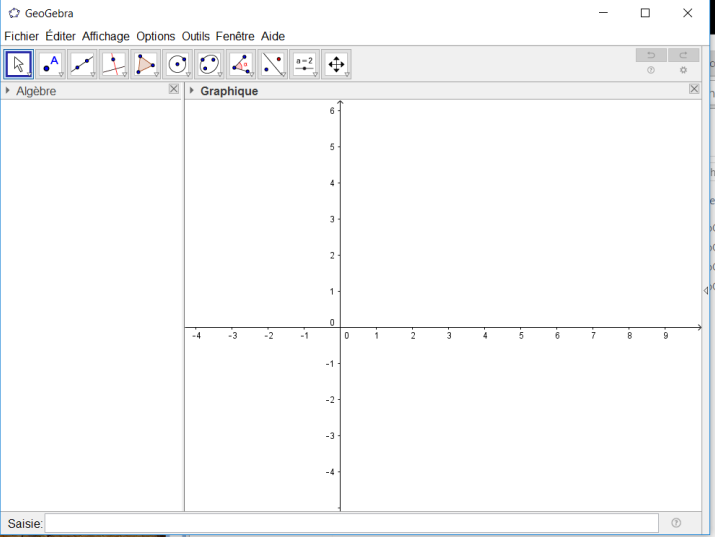 GeoGebra
Fichier Éditer Affichage Options Outils Fenêtre Aide
A α a=2
Algèbre
Graphique
6
5
4
3
2
1
0
-4 -3 -2 -1 0 1 2 3 4 5 6 7 8 9
-1
-2
-3
-4
Saisie: